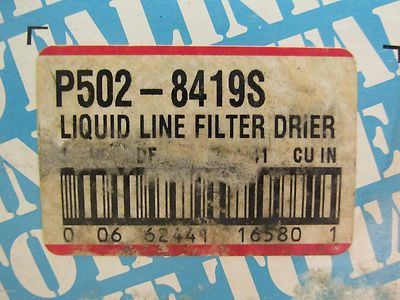 P502-8419S
LIQUID LINE FILTER DRIER
CU IN
0 06 62441 16580 1